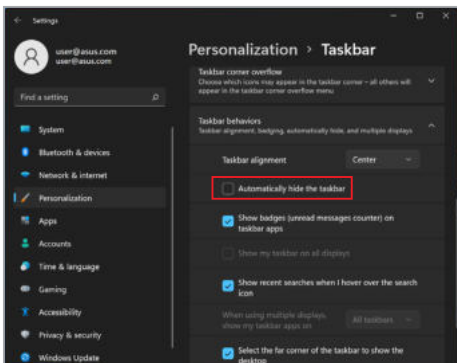 Settings
user@asus.com
user@asus.com
Find a setting
System
Bluetooth & devices
Network & internet
Personalization
Apps
Accounts
Time & language
Gaming
Accessibility
Privacy & security
Windows Update
Personalization > Taskbar
Taskbar corner overflow
Choose which icons may appear in the taskbar corner – all others will
appear in the taskbar corner overflow menu
Taskbar behaviors
Taskbar alignment, badging, automatically hide, and multiple displays
Taskbar alignment
Center
Automatically hide the taskbar
Show badges (unread messages counter) on
taskbar apps
Show my taskbar on all displays
Show recent searches when I hover over the search
icon
When using multiple displays,
show my taskbar apps on
All taskbars
Select the far corner of the taskbar to show the
desktop